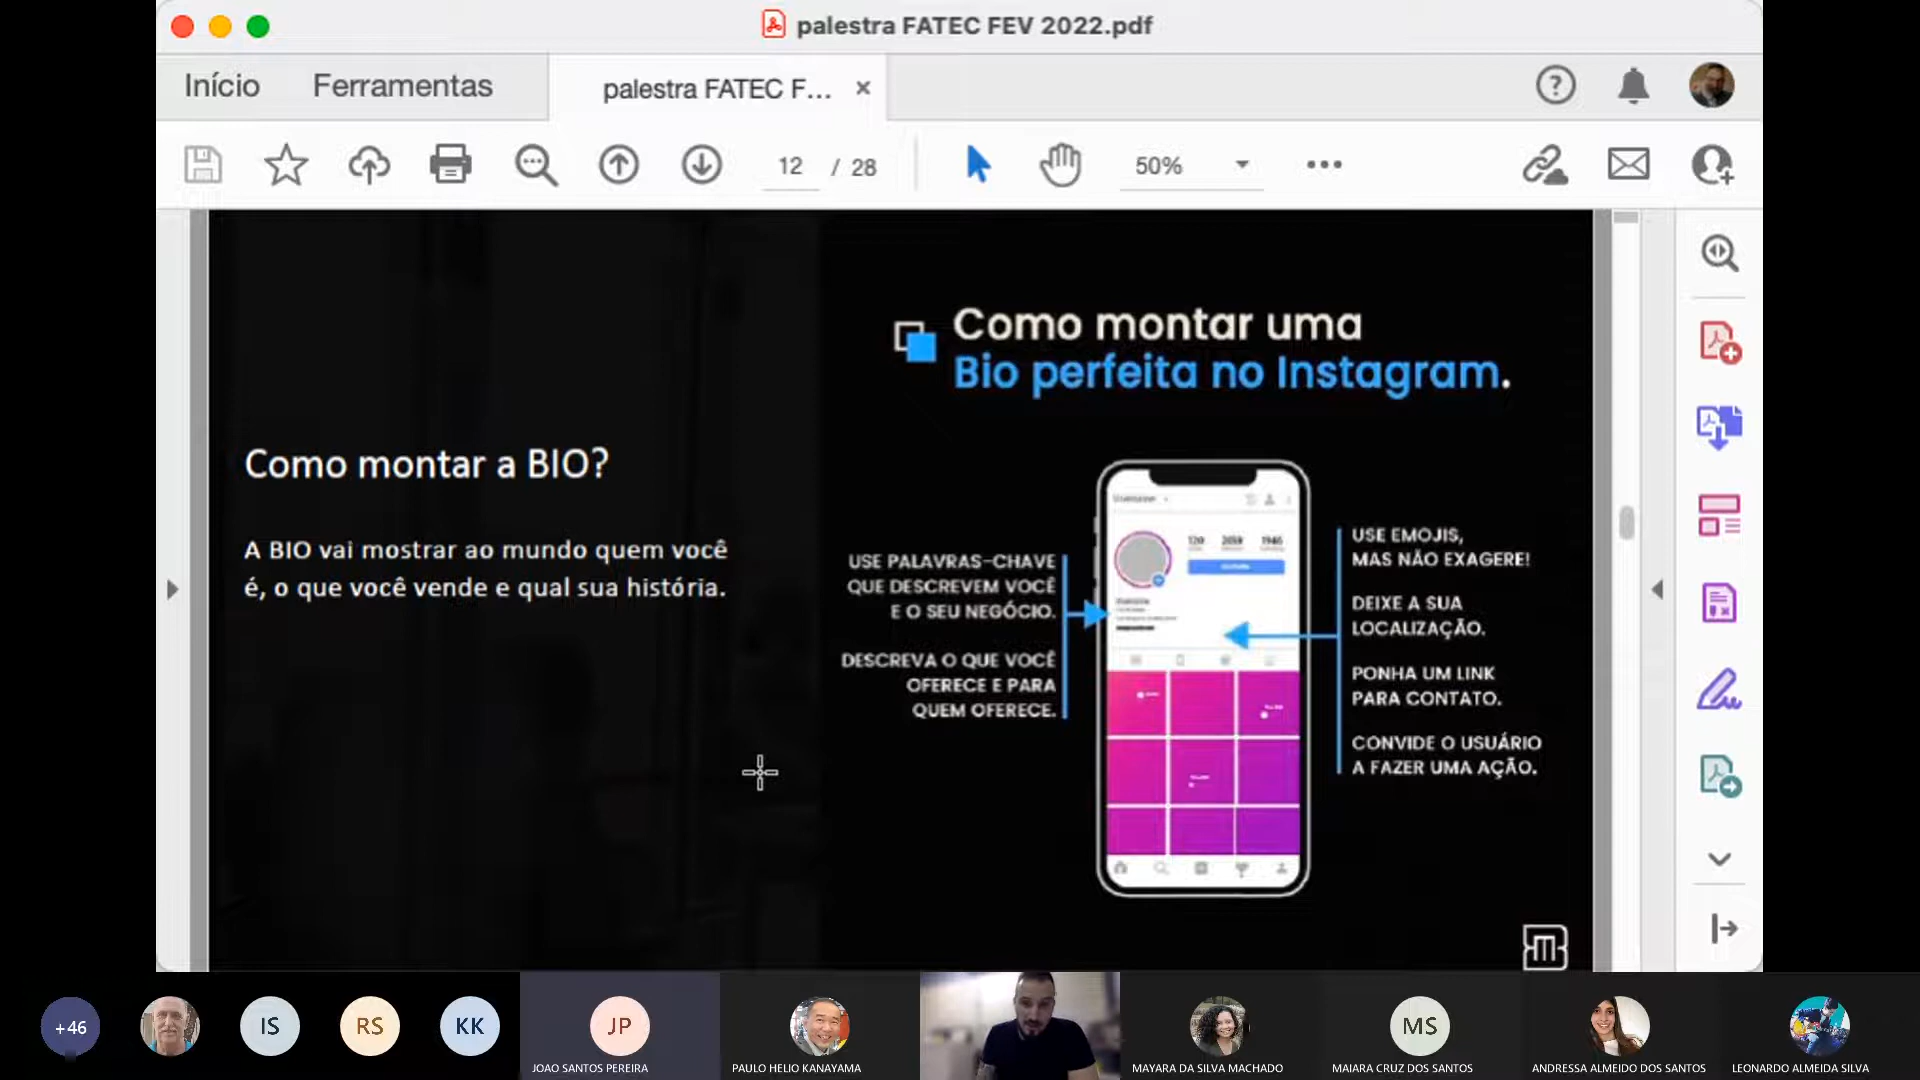 palestra FATEC FEV 2022.pdf
Início
Ferramentas
palestra FATEC F...
12 / 28
50%
Como montar uma
Bio perfeita no Instagram.
Como montar a BIO?
A BIO vai mostrar ao mundo quem você
é, o que você vende e qual sua história.
USE PALAVRAS-CHAVE
QUE DESCREVEM VOCÊ
E O SEU NEGÓCIO.
DESCREVA O QUE VOCÊ
OFERECE E PARA
QUEM OFERECE.
USE EMOJIS,
MAS NÃO EXAGERE!
DEIXE A SUA
LOCALIZAÇÃO.
PONHA UM LINK
PARA CONTATO.
CONVIDE O USUÁRIO
A FAZER UMA AÇÃO.
+46
IS
RS
KK
JP
MS
JOAO SANTOS PEREIRA
PAULO HELIO KANAYAMA
MAYARA DA SILVA MACHADO
MAIARA CRUZ DOS SANTOS
ANDRESSA ALMEIDO DOS SANTOS
LEONARDO ALMEIDA SILVA